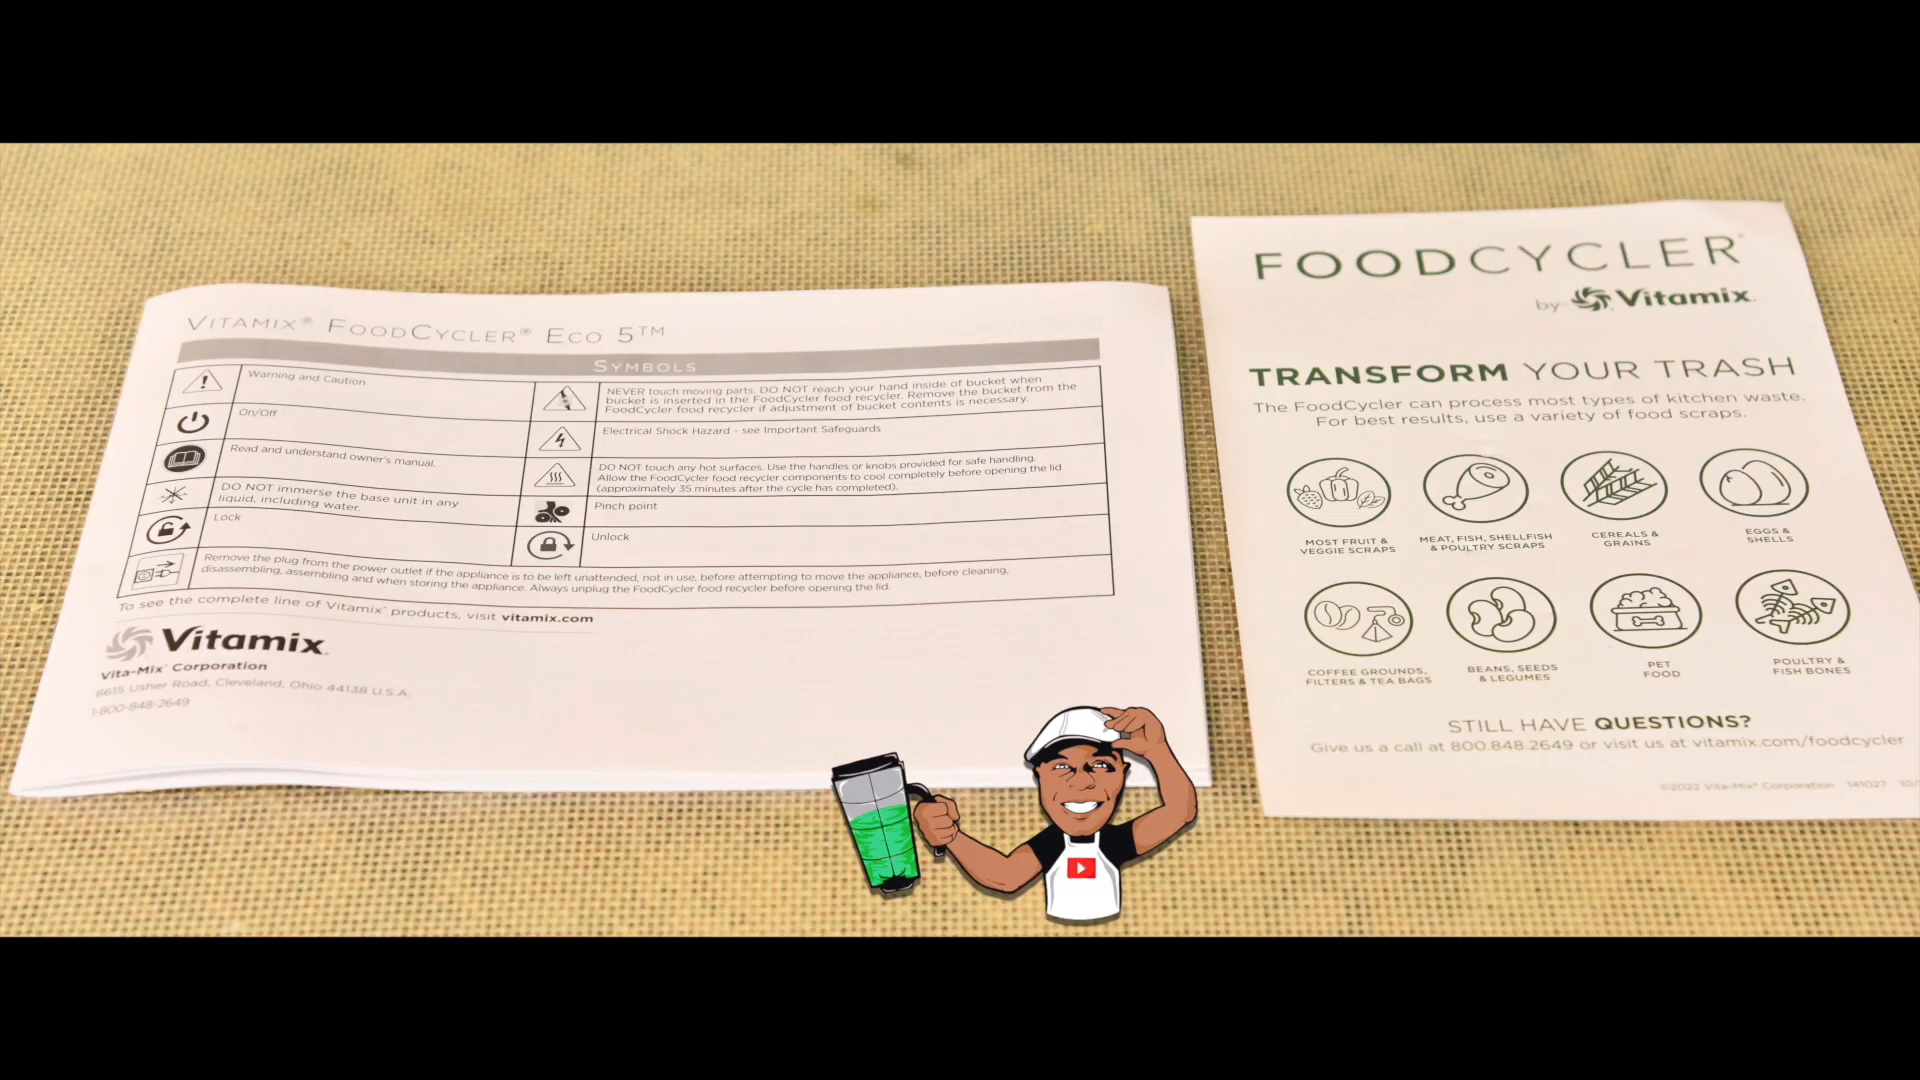 VITAMIX® FOODCYCLER® ECO 5™
SYMBOLS
Warning and Caution
On/Off
Read and understand owner's manual.
DO NOT immerse the base unit in any
liquid, including water.
Lock
NEVER touch moving parts. DO NOT reach your hand inside of bucket when
bucket is inserted in the FoodCycler food recycler. Remove the bucket from the
FoodCycler food recycler if adjustment of bucket contents is necessary.
Electrical Shock Hazard – see Important Safeguards
DO NOT touch any hot surfaces. Use the handles or knobs provided for safe handling.
Allow the FoodCycler food recycler components to cool completely before opening the lid
(approximately 35 minutes after the cycle has completed).
Pinch point
Unlock
Remove the plug from the power outlet if the appliance is to be left unattended, not in use, before attempting to move the appliance, before cleaning,
disassembling, assembling and when storing the appliance. Always unplug the FoodCycler food recycler before opening the lid.
To see the complete line of Vitamix® products, visit vitamix.com
Vitamix.
Vita-Mix® Corporation
8615 Usher Road, Cleveland, Ohio 44138 U.S.A.
1-800-848-2649
FOODCYCLER®
by Vitamix.
TRANSFORM YOUR TRASH
The FoodCycler can process most types of kitchen waste.
For best results, use a variety of food scraps.
MOST FRUIT &
VEGGIE SCRAPS
MEAT, FISH, SHELLFISH
& POULTRY SCRAPS
CEREALS &
GRAINS
EGGS &
SHELLS
COFFEE GROUNDS,
FILTERS & TEA BAGS
BEANS, SEEDS
& LEGUMES
PET
FOOD
POULTRY &
FISH BONES
STILL HAVE QUESTIONS?
Give us a call at 800.848.2649 or visit us at vitamix.com/foodcycler
©2022 Vita-Mix® Corporation 141027 10/